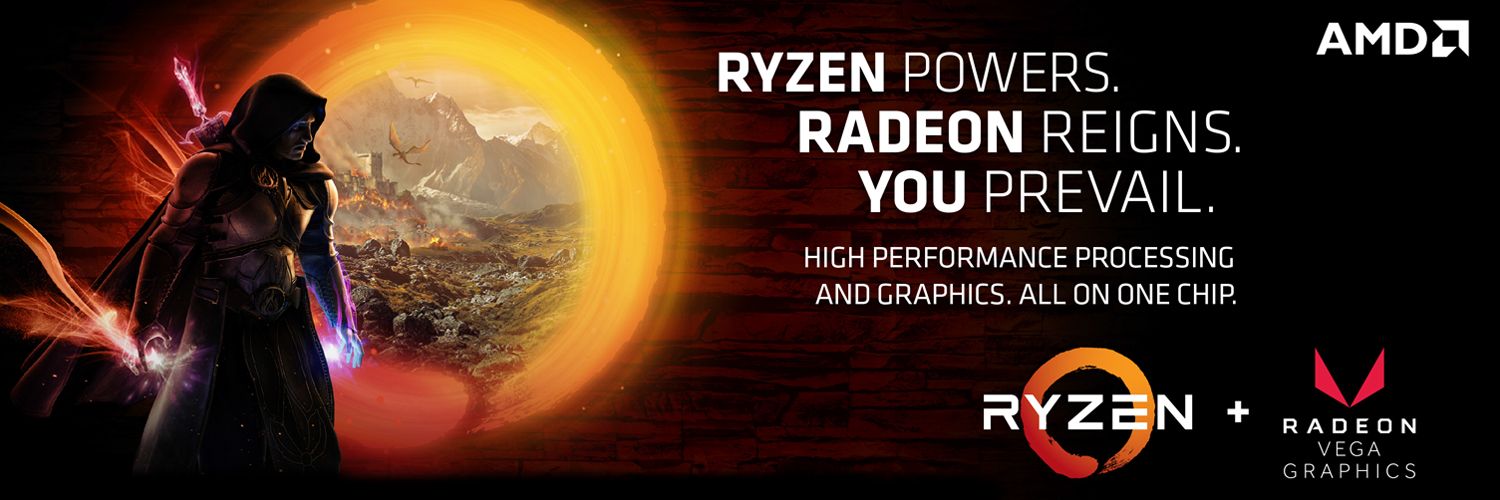 AMD
RYZEN POWERS.
RADEON REIGNS.
YOU PREVAIL.
HIGH PERFORMANCE PROCESSING
AND GRAPHICS. ALL ON ONE CHIP.
RYZEN + RADEON
VEGA
GRAPHICS